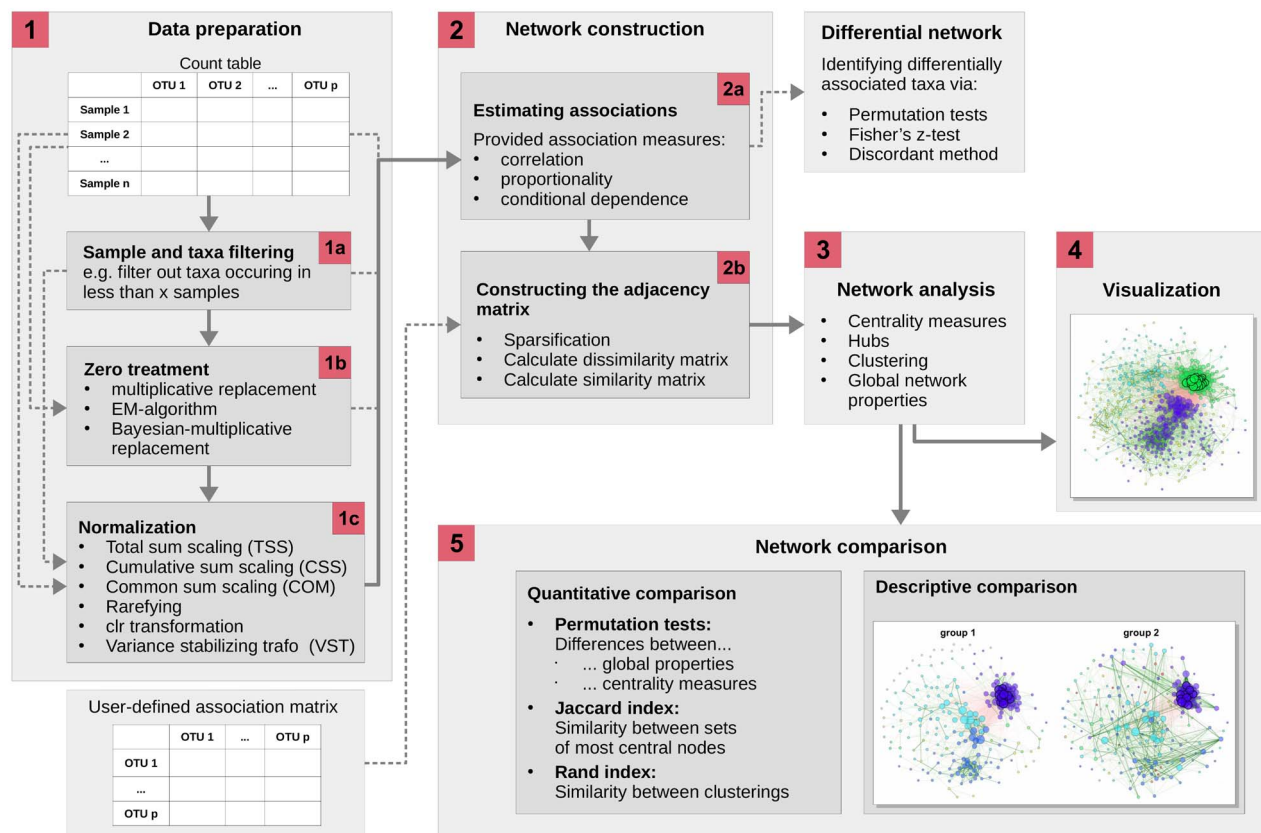 1
Data preparation
Count table
OTU 1 OTU 2 ... OTU p
Sample 1
Sample 2
...
Sample n
1a
Sample and taxa filtering
e.g. filter out taxa occuring in
less than x samples
1b
Zero treatment
• multiplicative replacement
• EM-algorithm
• Bayesian-multiplicative
replacement
1c
Normalization
• Total sum scaling (TSS)
• Cumulative sum scaling (CSS)
• Common sum scaling (COM)
• Rarefying
• clr transformation
• Variance stabilizing trafo (VST)
User-defined association matrix
OTU 1 ... OTU p
OTU 1
...
OTU p
2
Network construction
2a
Estimating associations
Provided association measures:
• correlation
• proportionality
• conditional dependence
2b
Constructing the adjacency
matrix
• Sparsification
• Calculate dissimilarity matrix
• Calculate similarity matrix
Differential network
Identifying differentially
associated taxa via:
• Permutation tests
• Fisher's z-test
• Discordant method
3
Network analysis
• Centrality measures
• Hubs
• Clustering
• Global network
properties
4
Visualization
5
Network comparison
Quantitative comparison
• Permutation tests:
Differences between...
· ... global properties
· ... centrality measures
• Jaccard index:
Similarity between sets
of most central nodes
• Rand index:
Similarity between clusterings
Descriptive comparison
group 1 group 2